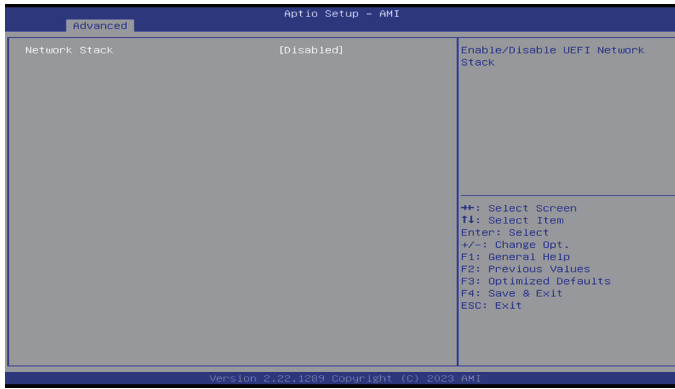 Aptio Setup – AMI
Advanced
Network Stack [Disabled]
Enable/Disable UEFI Network
Stack
→←: Select Screen
↑↓: Select Item
Enter: Select
+/-: Change Opt.
F1: General Help
F2: Previous Values
F3: Optimized Defaults
F4: Save & Exit
ESC: Exit
Version 2.22.1289 Copyright (C) 2023 AMI